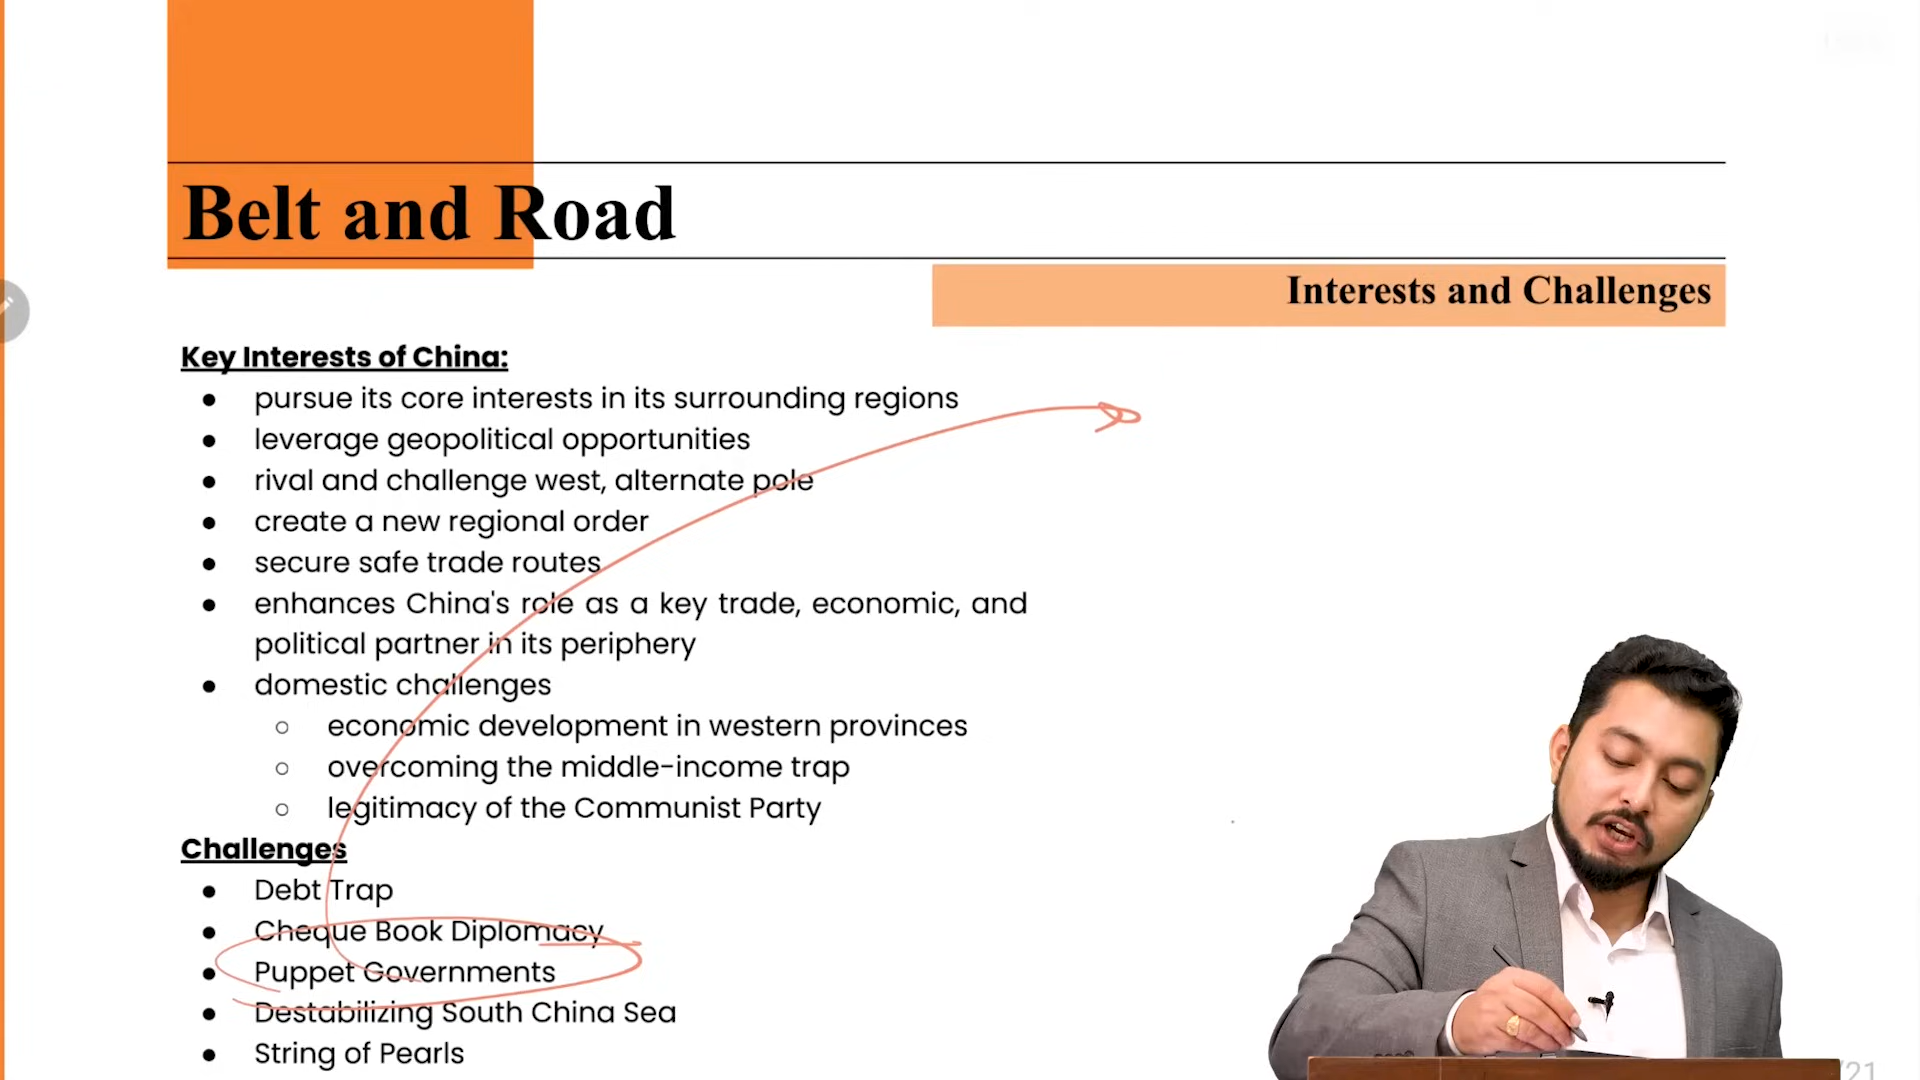 Belt and Road
Interests and Challenges
Key Interests of China:
● pursue its core interests in its surrounding regions
● leverage geopolitical opportunities
● rival and challenge west, alternate pole
● create a new regional order
● secure safe trade routes
● enhances China's role as a key trade, economic, and
political partner in its periphery
● domestic challenges
○ economic development in western provinces
○ overcoming the middle-income trap
○ legitimacy of the Communist Party
Challenges
● Debt Trap
● Cheque Book Diplomacy
● Puppet Governments
● Destabilizing South China Sea
● String of Pearls
/21